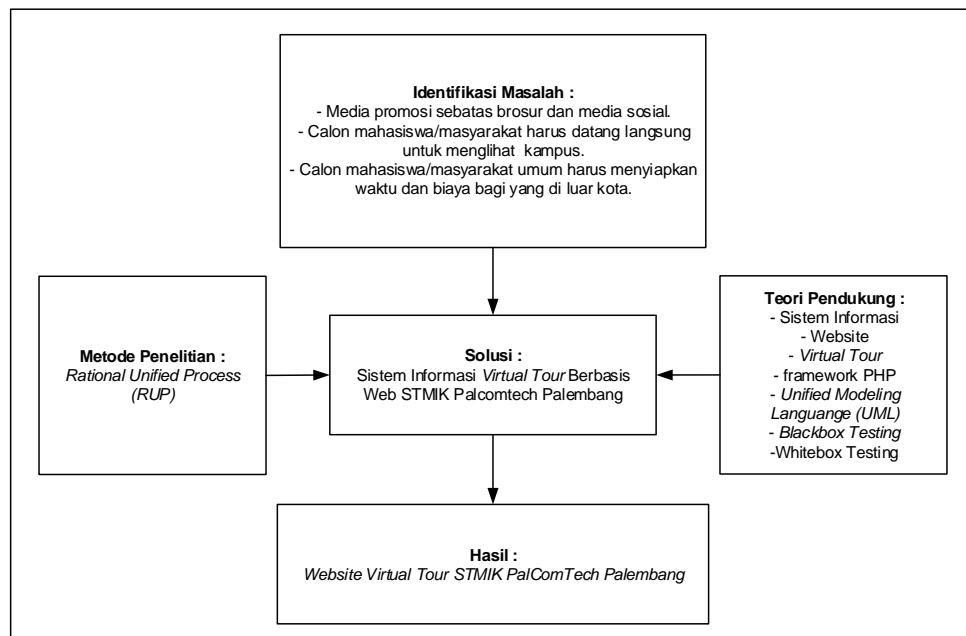 Identifikasi Masalah :
- Media promosi sebatas brosur dan media sosial.
- Calon mahasiswa/masyarakat harus datang langsung
untuk menglihat kampus.
- Calon mahasiswa/masyarakat umum harus menyiapkan
waktu dan biaya bagi yang di luar kota.
Metode Penelitian :
Rational Unified Process
(RUP)
Solusi :
Sistem Informasi Virtual Tour Berbasis
Web STMIK Palcomtech Palembang
Teori Pendukung :
- Sistem Informasi
- Website
- Virtual Tour
- framework PHP
- Unified Modeling
Languange (UML)
- Blackbox Testing
-Whitebox Testing
Hasil :
Website Virtual Tour STMIK PalComTech Palembang